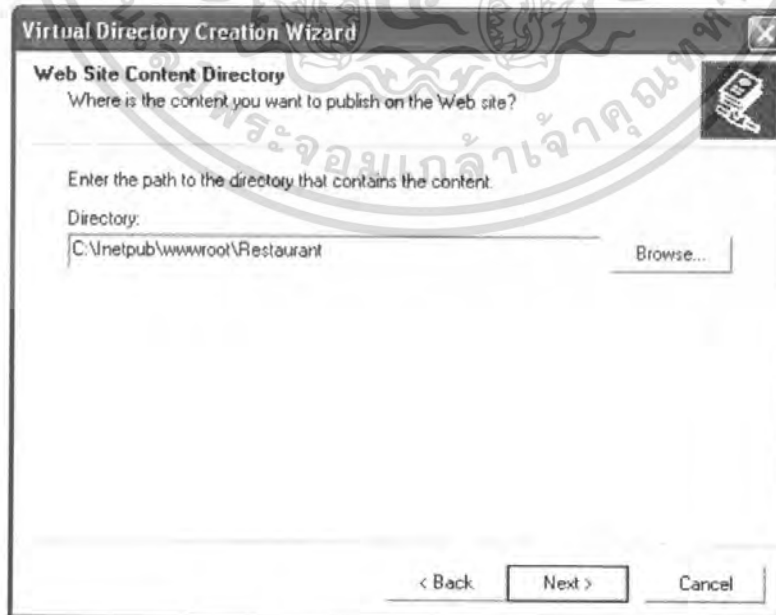 Virtual Directory Creation Wizard
Web Site Content Directory
Where is the content you want to publish on the Web site?
Enter the path to the directory that contains the content.
Directory:
C:\Inetpub\wwwroot\Restaurant
Browse...
< Back
Next >
Cancel